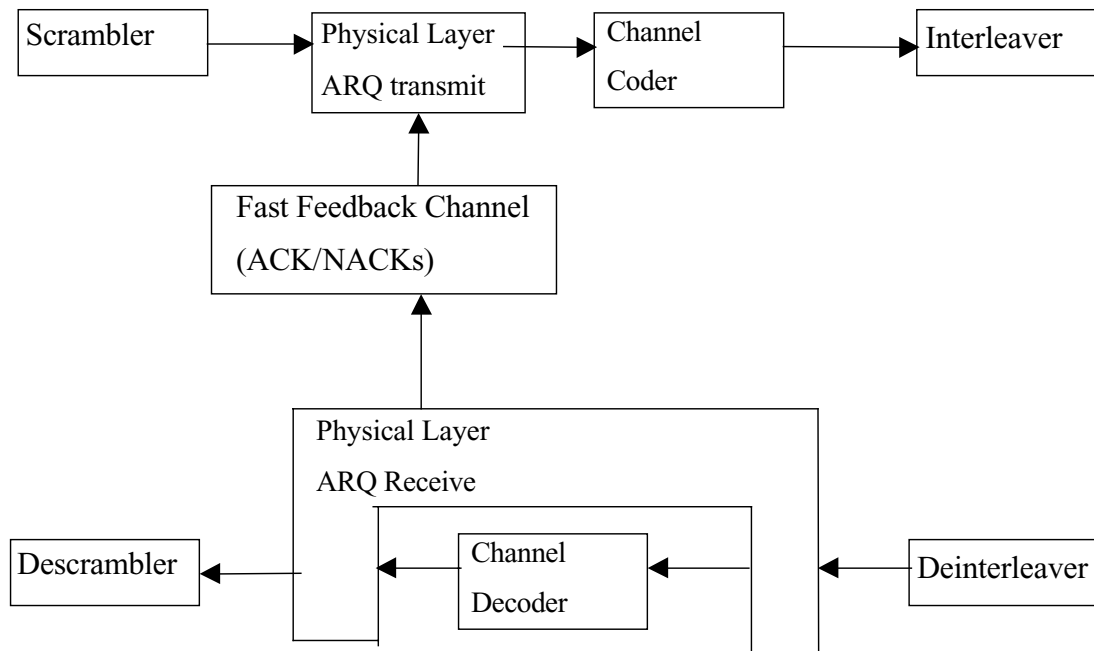 Scrambler
Physical Layer
ARQ transmit
Channel
Coder
Interleaver
Fast Feedback Channel
(ACK/NACKs)
Physical Layer
ARQ Receive
Descrambler
Channel
Decoder
Deinterleaver